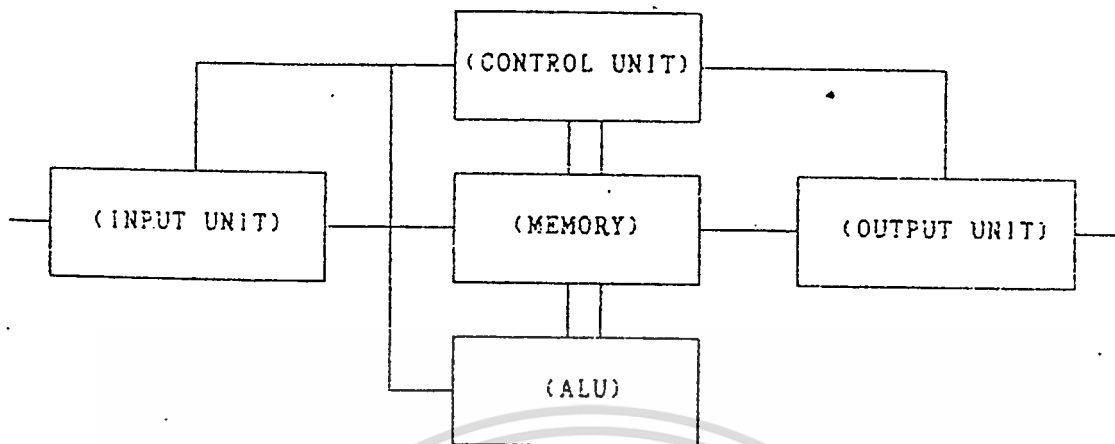 (CONTROL UNIT)
(INPUT UNIT)
(MEMORY)
(OUTPUT UNIT)
(ALU)